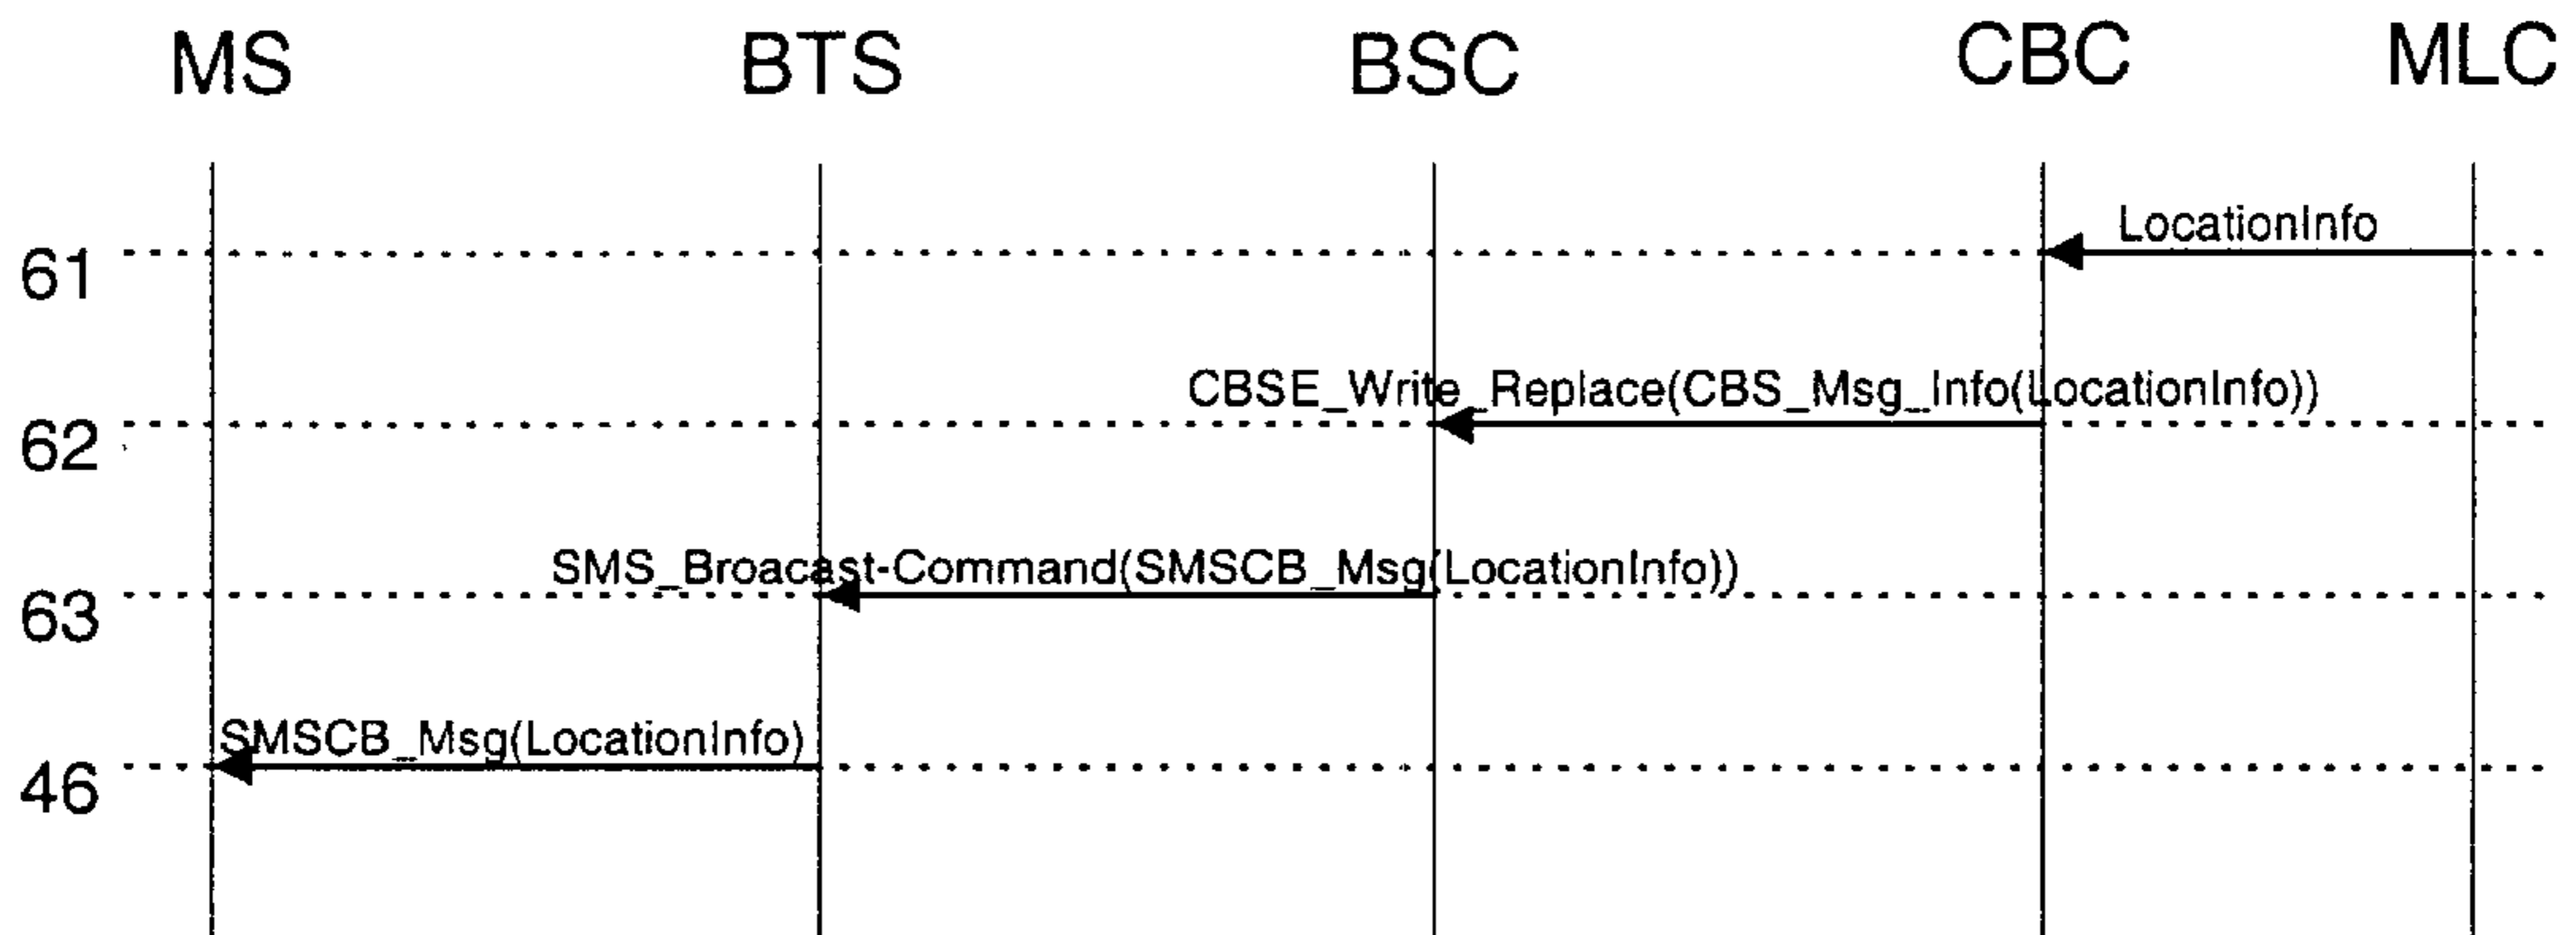 MS BTS BSC CBC MLC
LocationInfo
61
CBSE_Write_Replace(CBS_Msg_Info(LocationInfo))
62
SMS_Broacast-Command(SMSCB_Msg(LocationInfo))
63
SMSCB_Msg(LocationInfo)
46